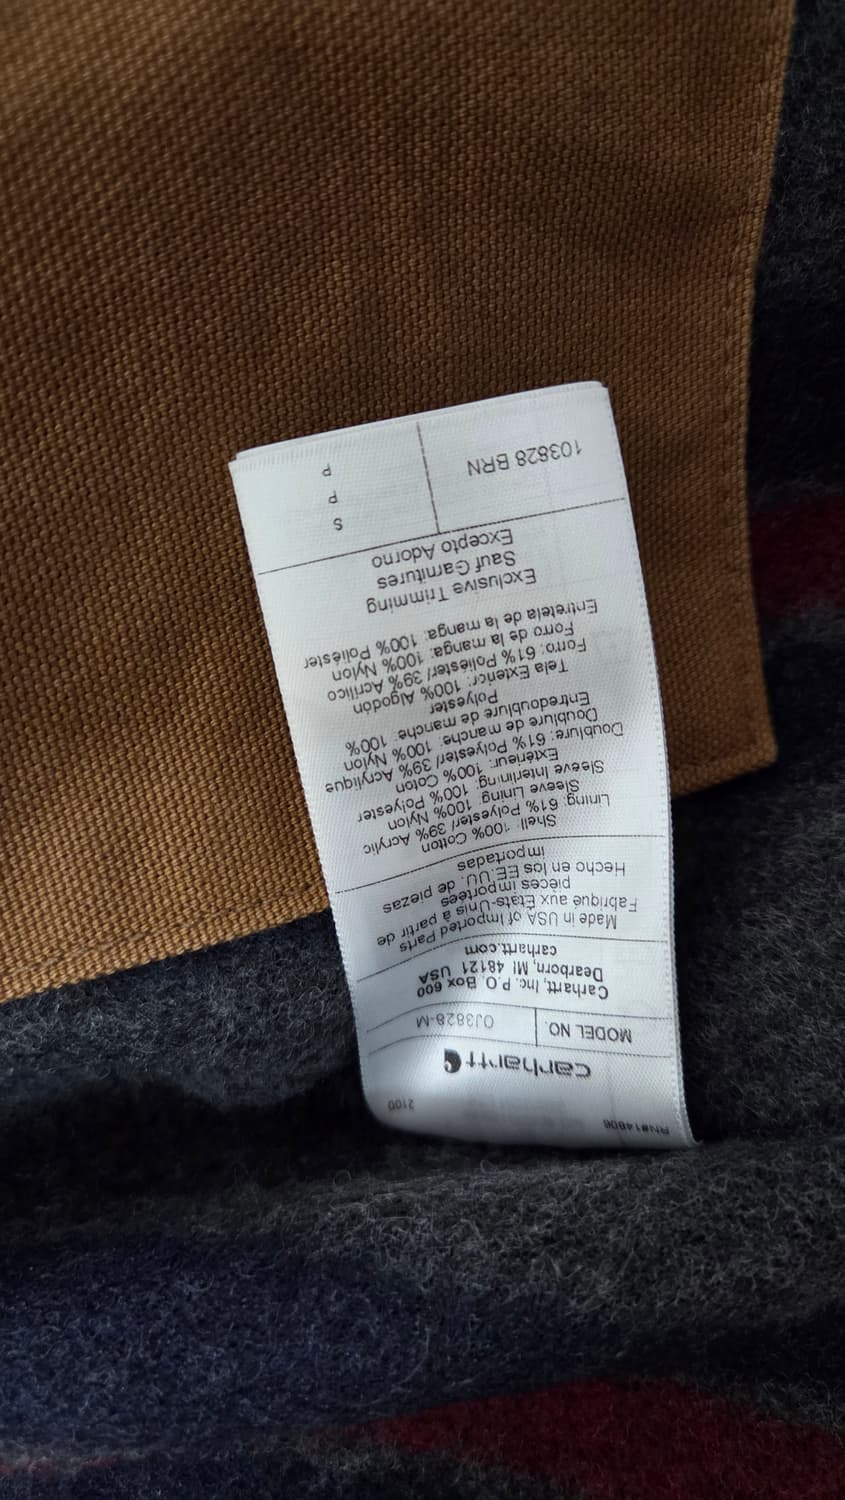 RN#14806 2100
carhartt
MODEL NO. OJ3828-M
Carhartt, Inc. P.O. Box 600
Dearborn, MI 48121 USA
carhartt.com
Made in USA of Imported Parts
Fabriqué aux États-Unis à partir de
pièces importées
Hecho en los EE.UU. de piezas
importadas
Shell: 100% Cotton
Lining: 61% Polyester/ 39% Acrylic
Sleeve Lining: 100% Nylon
Sleeve Interlining: 100% Polyester
Extérieur: 100% Coton
Doublure: 61% Polyester/ 39% Acrylique
Doublure de manche: 100% Nylon
Entredoublure de manche: 100%
Polyester
Tela Exterior: 100% Algodón
Forro: 61% Poliéster/ 39% Acrílico
Forro de la manga: 100% Nylon
Entretela de la manga: 100% Poliéster
Exclusive Trimming
Sauf Garnitures
Excepto Adorno
103828 BRN
S
P
P